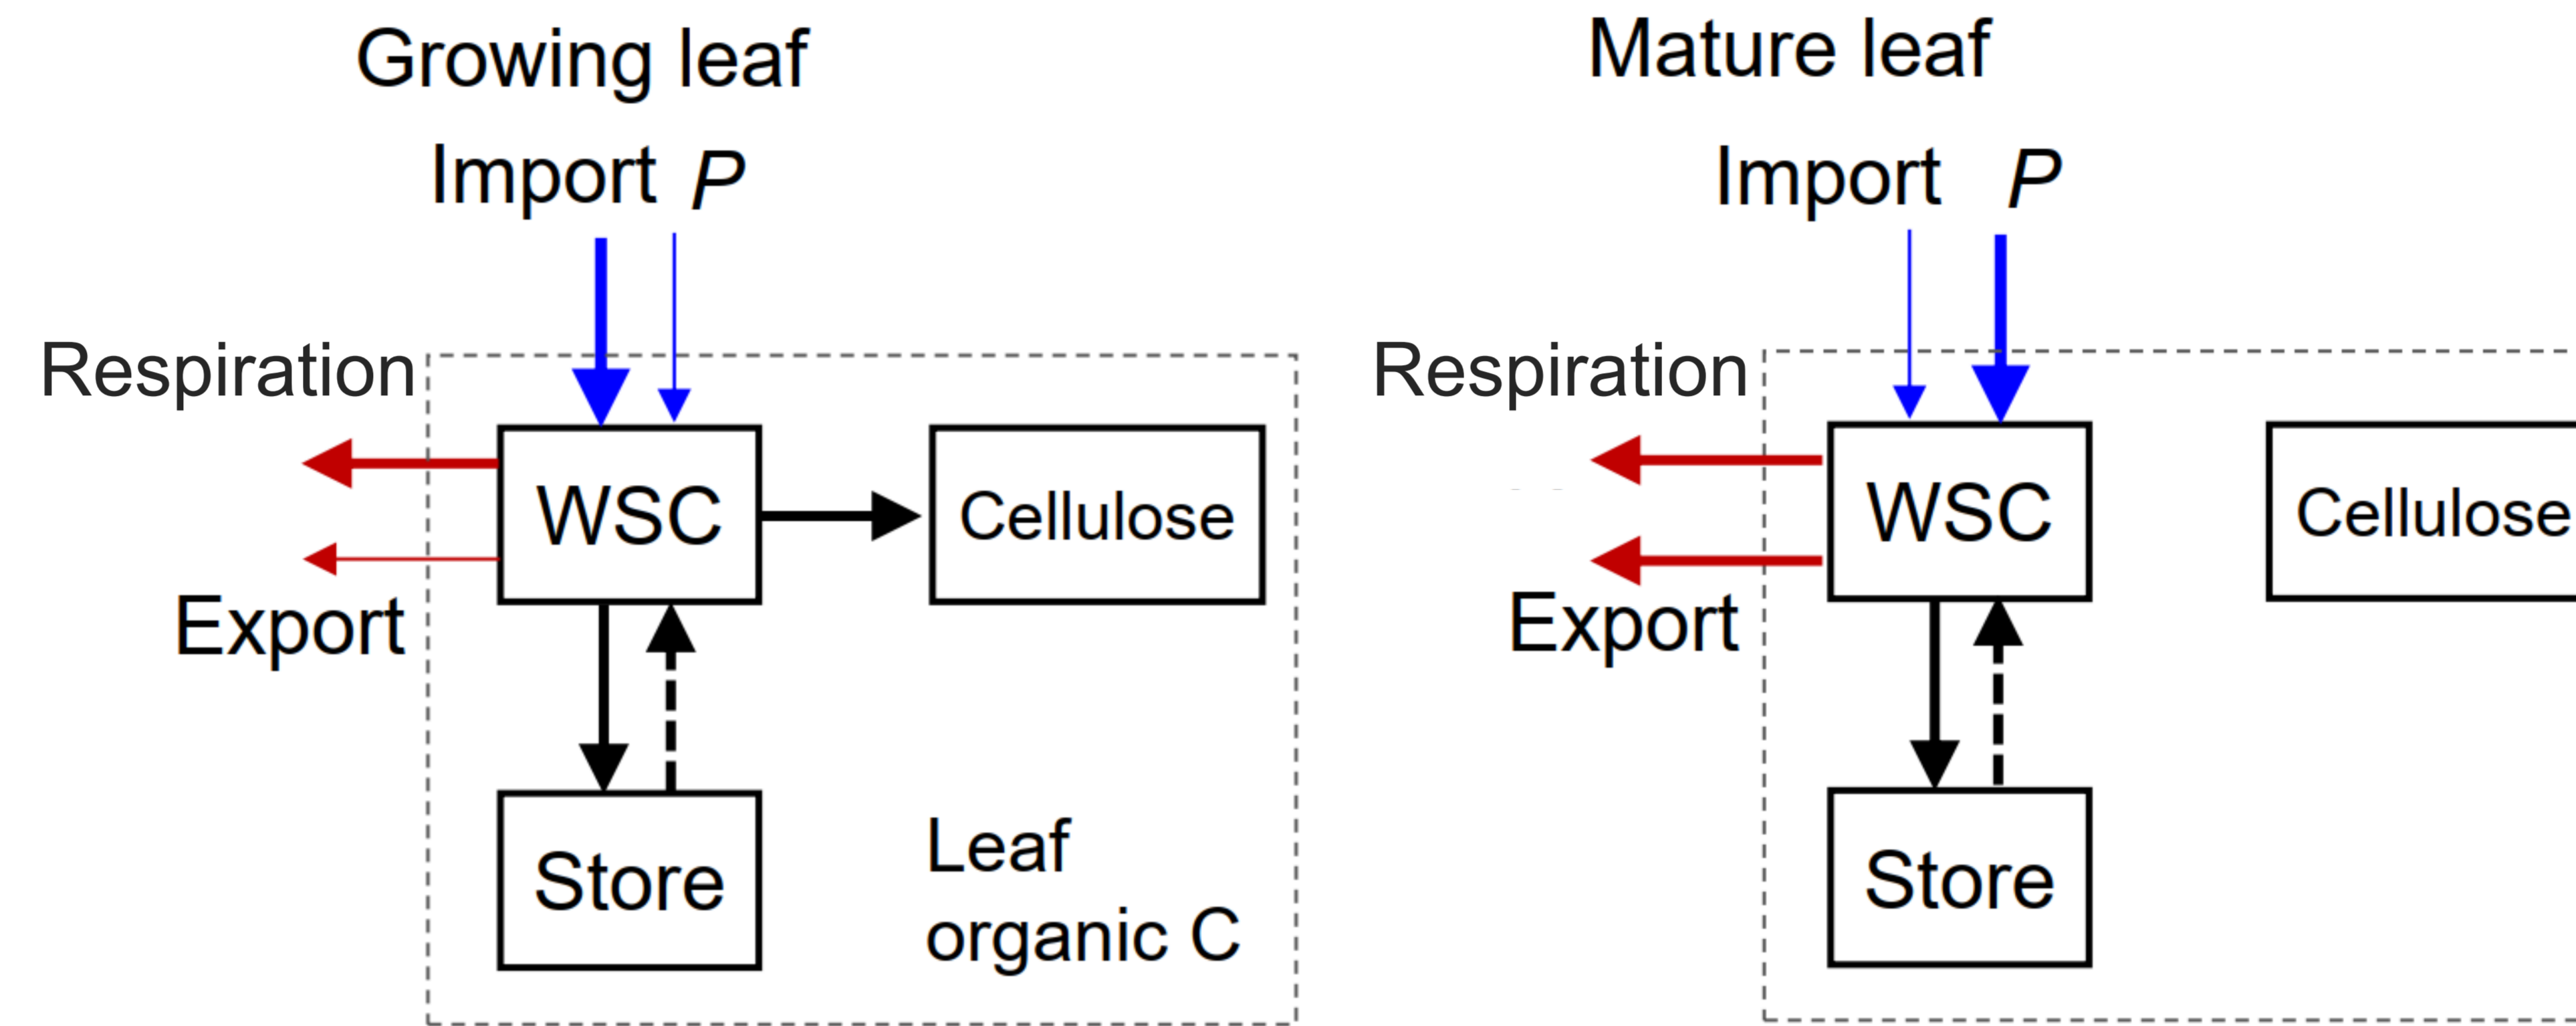 Growing leaf
Import P
Respiration
WSC
Cellulose
Export
Store
Leaf
organic C
Mature leaf
Import P
Respiration
WSC
Cellulose
Export
Store